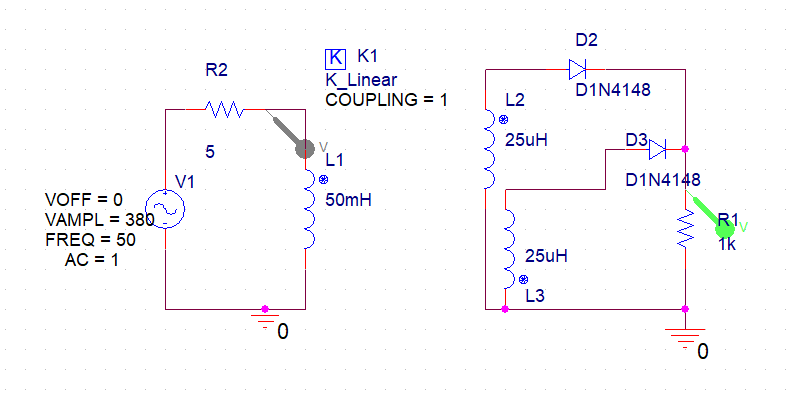 R2
5
K K1
K_Linear
COUPLING = 1
V
L1
50mH
V1
VOFF = 0
VAMPL = 380
FREQ = 50
AC = 1
0
D2
D1N4148
L2
25uH
D3
D1N4148
25uH
L3
R1
V
1k
0